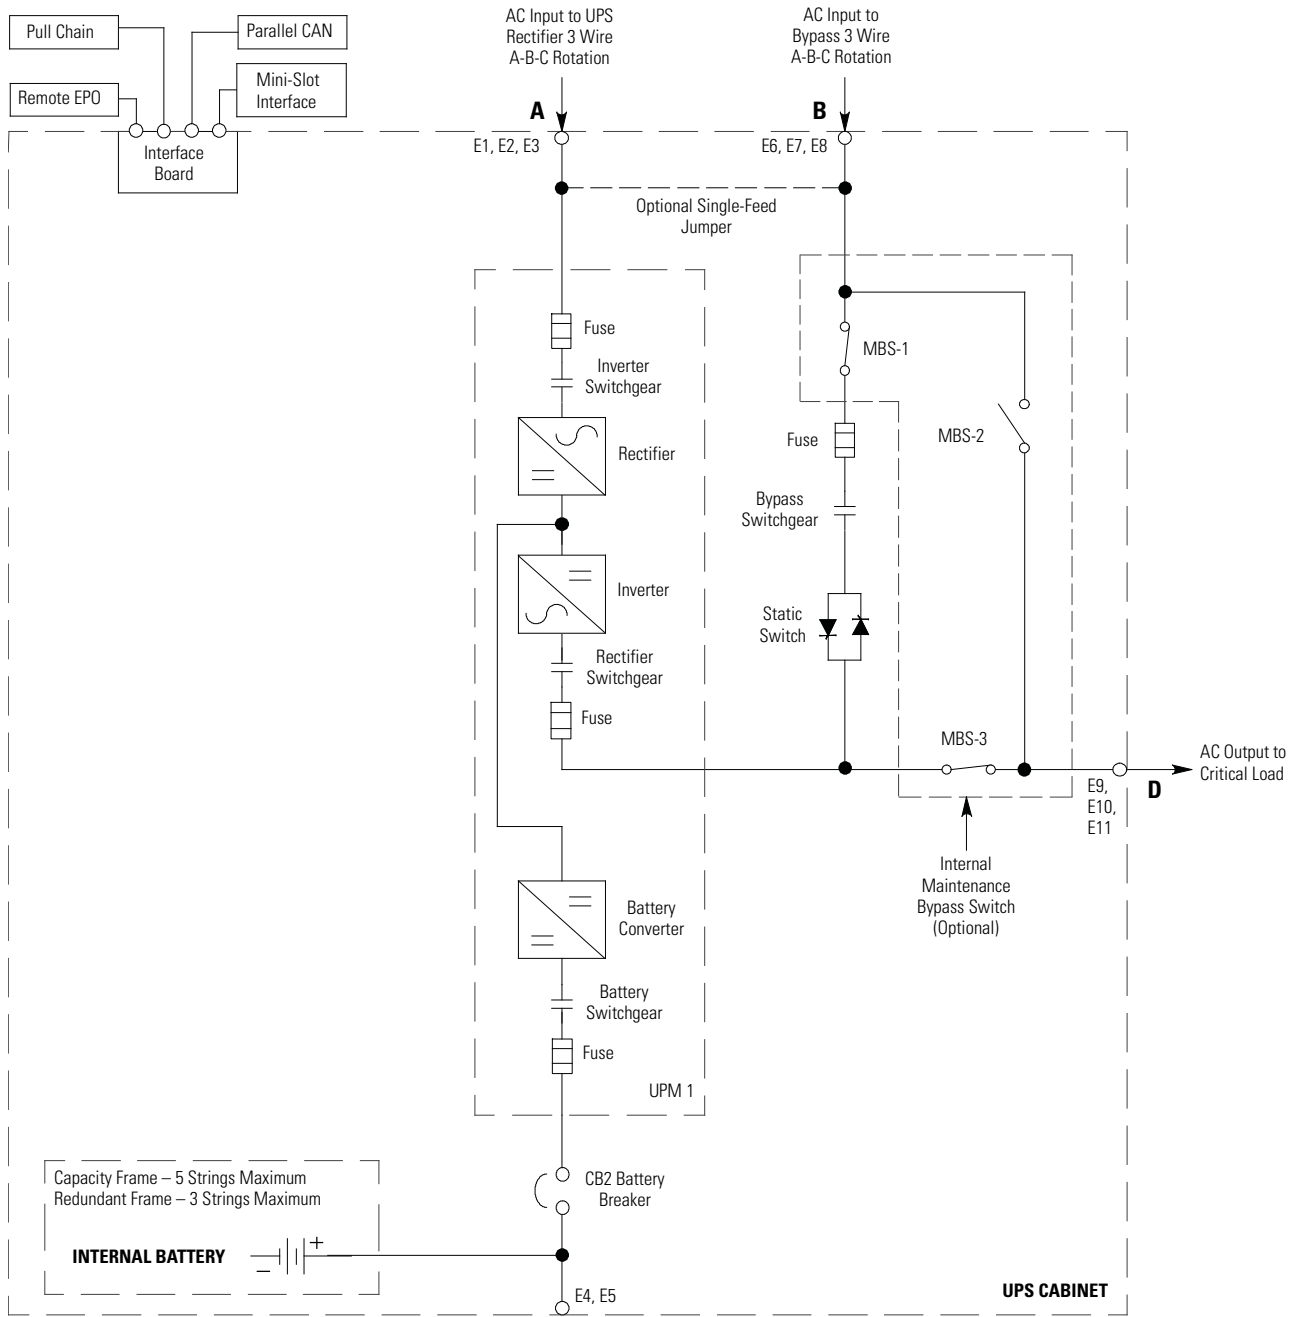 Pull Chain
Parallel CAN
Remote EPO
Mini-Slot
Interface
Interface
Board
AC Input to UPS
Rectifier 3 Wire
A-B-C Rotation
AC Input to
Bypass 3 Wire
A-B-C Rotation
A
B
E1, E2, E3
E6, E7, E8
Optional Single-Feed
Jumper
Fuse
Inverter
Switchgear
Rectifier
Inverter
Rectifier
Switchgear
Fuse
MBS-1
MBS-2
Fuse
Bypass
Switchgear
Static
Switch
MBS-3
AC Output to
Critical Load
D
E9,
E10,
E11
Internal
Maintenance
Bypass Switch
(Optional)
Battery
Converter
Battery
Switchgear
Fuse
UPM 1
Capacity Frame – 5 Strings Maximum
Redundant Frame – 3 Strings Maximum
INTERNAL BATTERY
+
–
CB2 Battery
Breaker
E4, E5
UPS CABINET